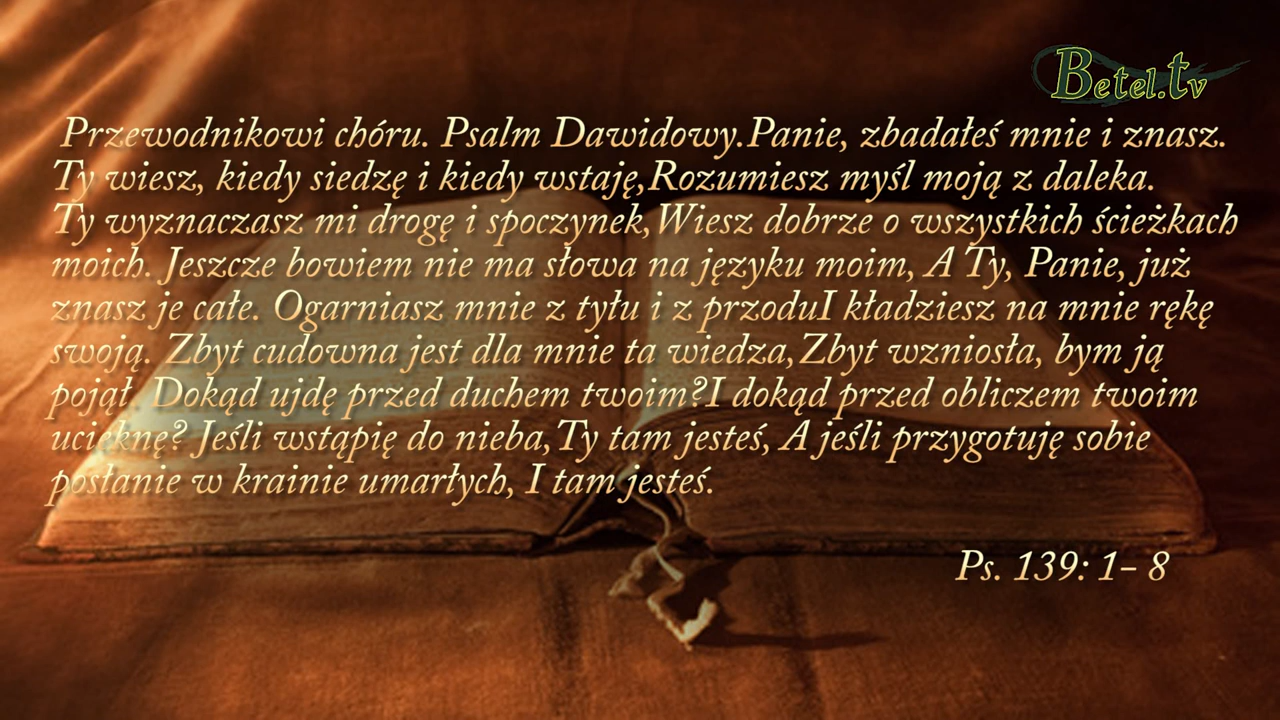 Betel.tv
Przewodnikowi chóru. Psalm Dawidowy.Panie, zbadałeś mnie i znasz.
Ty wiesz, kiedy siedzę i kiedy wstaję,Rozumiesz myśl moją z daleka.
Ty wyznaczasz mi drogę i spoczynek,Wiesz dobrze o wszystkich ścieżkach
moich. Jeszcze bowiem nie ma słowa na języku moim, A Ty, Panie, już
znasz je całe. Ogarniasz mnie z tyłu i z przoduI kładziesz na mnie rękę
swoją. Zbyt cudowna jest dla mnie ta wiedza,Zbyt wzniosła, bym ją
pojął. Dokąd ujdę przed duchem twoim?I dokąd przed obliczem twoim
ucieknę? Jeśli wstąpię do nieba,Ty tam jesteś, A jeśli przygotuję sobie
posłanie w krainie umarłych, I tam jesteś.
Ps. 139: 1- 8